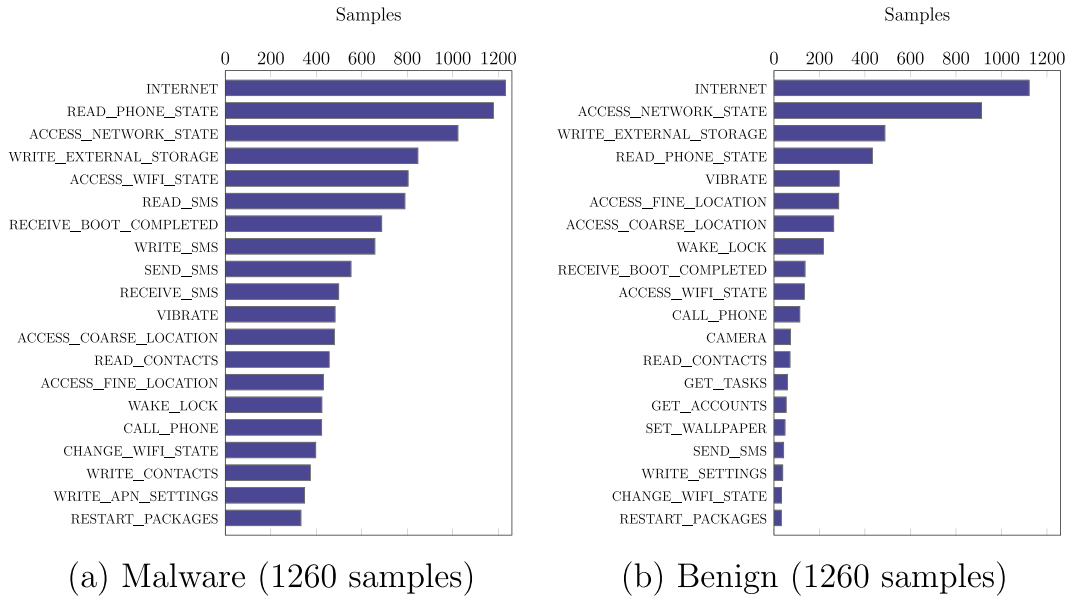 Samples
0 200 400 600 800 1000 1200
INTERNET
READ_PHONE_STATE
ACCESS_NETWORK_STATE
WRITE_EXTERNAL_STORAGE
ACCESS_WIFI_STATE
READ_SMS
RECEIVE_BOOT_COMPLETED
WRITE_SMS
SEND_SMS
RECEIVE_SMS
VIBRATE
ACCESS_COARSE_LOCATION
READ_CONTACTS
ACCESS_FINE_LOCATION
WAKE_LOCK
CALL_PHONE
CHANGE_WIFI_STATE
WRITE_CONTACTS
WRITE_APN_SETTINGS
RESTART_PACKAGES
(a) Malware (1260 samples)
Samples
0 200 400 600 800 1000 1200
INTERNET
ACCESS_NETWORK_STATE
WRITE_EXTERNAL_STORAGE
READ_PHONE_STATE
VIBRATE
ACCESS_FINE_LOCATION
ACCESS_COARSE_LOCATION
WAKE_LOCK
RECEIVE_BOOT_COMPLETED
ACCESS_WIFI_STATE
CALL_PHONE
CAMERA
READ_CONTACTS
GET_TASKS
GET_ACCOUNTS
SET_WALLPAPER
SEND_SMS
WRITE_SETTINGS
CHANGE_WIFI_STATE
RESTART_PACKAGES
(b) Benign (1260 samples)